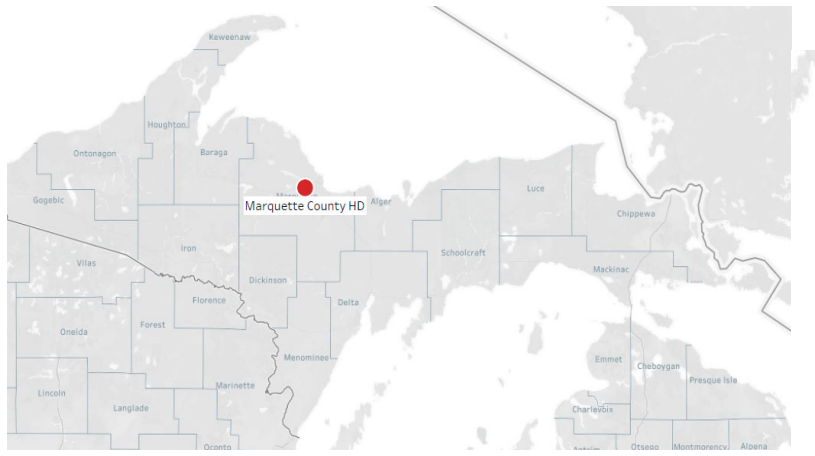 Keweenaw
Houghton
Ontonagon
Baraga
Gogebic
Marquette County HD
Alger
Luce
Chippewa
Schoolcraft
Mackinac
Iron
Vilas
Dickinson
Florence
Delta
Forest
Oneida
Menominee
Emmet
Cheboygan
Presque Isle
Marinette
Lincoln
Langlade
Charlevoix
Oconto
Antrim
Otsego
Montmorency
Alpena